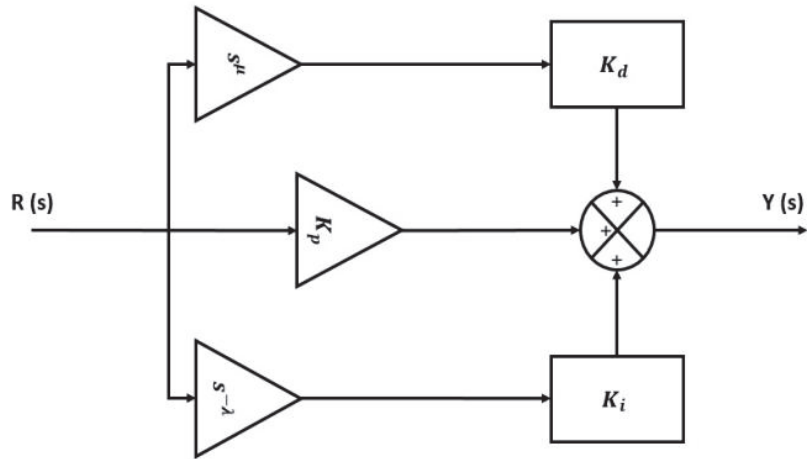 s^μ
K_d
R (s)
K_p
+
+
+
Y (s)
s^−λ
K_i